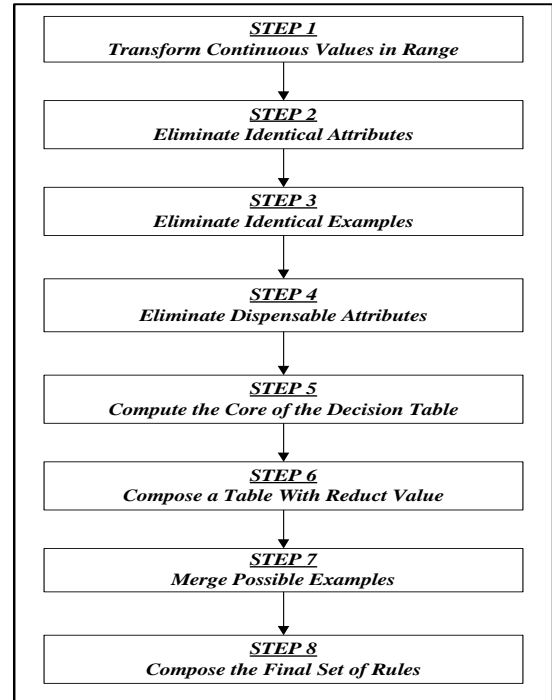 STEP 1
Transform Continuous Values in Range
STEP 2
Eliminate Identical Attributes
STEP 3
Eliminate Identical Examples
STEP 4
Eliminate Dispensable Attributes
STEP 5
Compute the Core of the Decision Table
STEP 6
Compose a Table With Reduct Value
STEP 7
Merge Possible Examples
STEP 8
Compose the Final Set of Rules